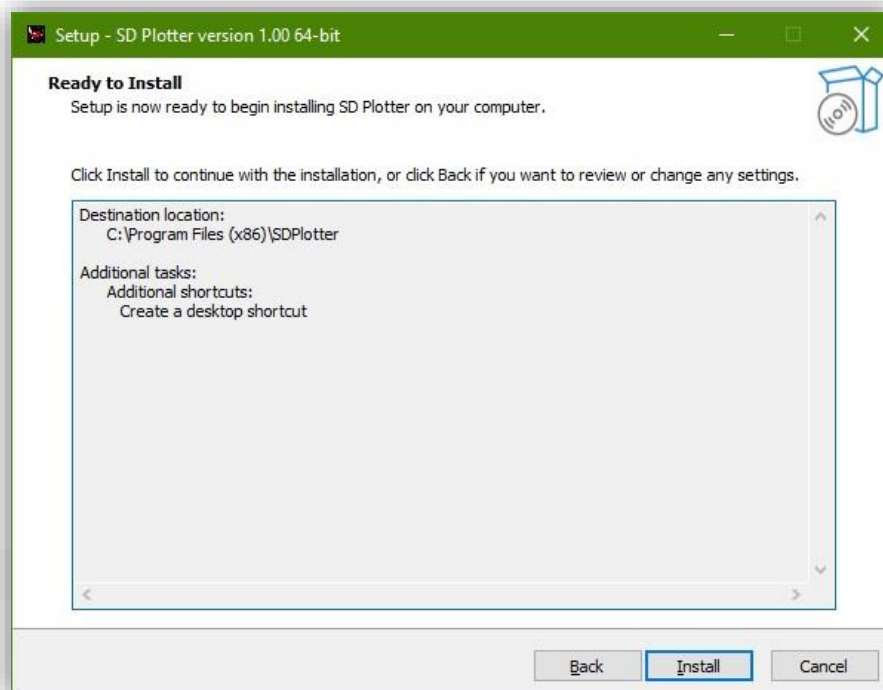 Setup - SD Plotter version 1.00 64-bit
Ready to Install
Setup is now ready to begin installing SD Plotter on your computer.
Click Install to continue with the installation, or click Back if you want to review or change any settings.
Destination location:
C:\Program Files (x86)\SDPlotter
Additional tasks:
Additional shortcuts:
Create a desktop shortcut
Back Install Cancel